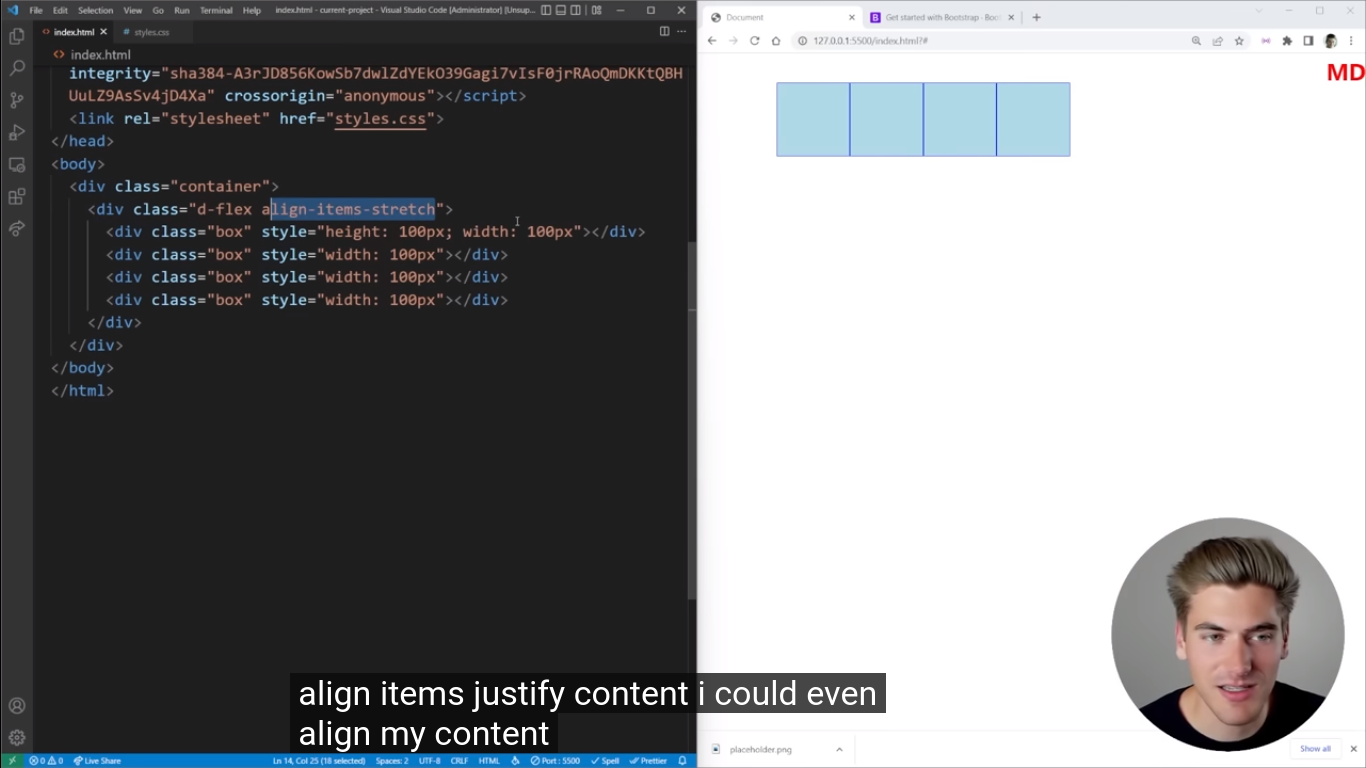 File Edit Selection View Go Run Terminal Help index.html - current-project - Visual Studio Code [Administrator] [Unsup...
index.html styles.css
index.html
integrity="sha384-A3rJD856KowSb7dwlZdYEkO39Gagi7vIsF0jrRAoQmDKKtQBH
UuLZ9AsSv4jD4Xa" crossorigin="anonymous"></script>
<link rel="stylesheet" href="styles.css">
</head>
<body>
<div class="container">
<div class="d-flex align-items-stretch">
<div class="box" style="height: 100px; width: 100px"></div>
<div class="box" style="width: 100px"></div>
<div class="box" style="width: 100px"></div>
<div class="box" style="width: 100px"></div>
</div>
</div>
</body>
</html>
0 0 Live Share Ln 14, Col 25 (18 selected) Spaces: 2 UTF-8 CRLF HTML Port : 5500 Spell Prettier
Document Get started with Bootstrap · Boo
127.0.0.1:5500/index.html?#
MD
placeholder.png Show all
align items justify content i could even
align my content